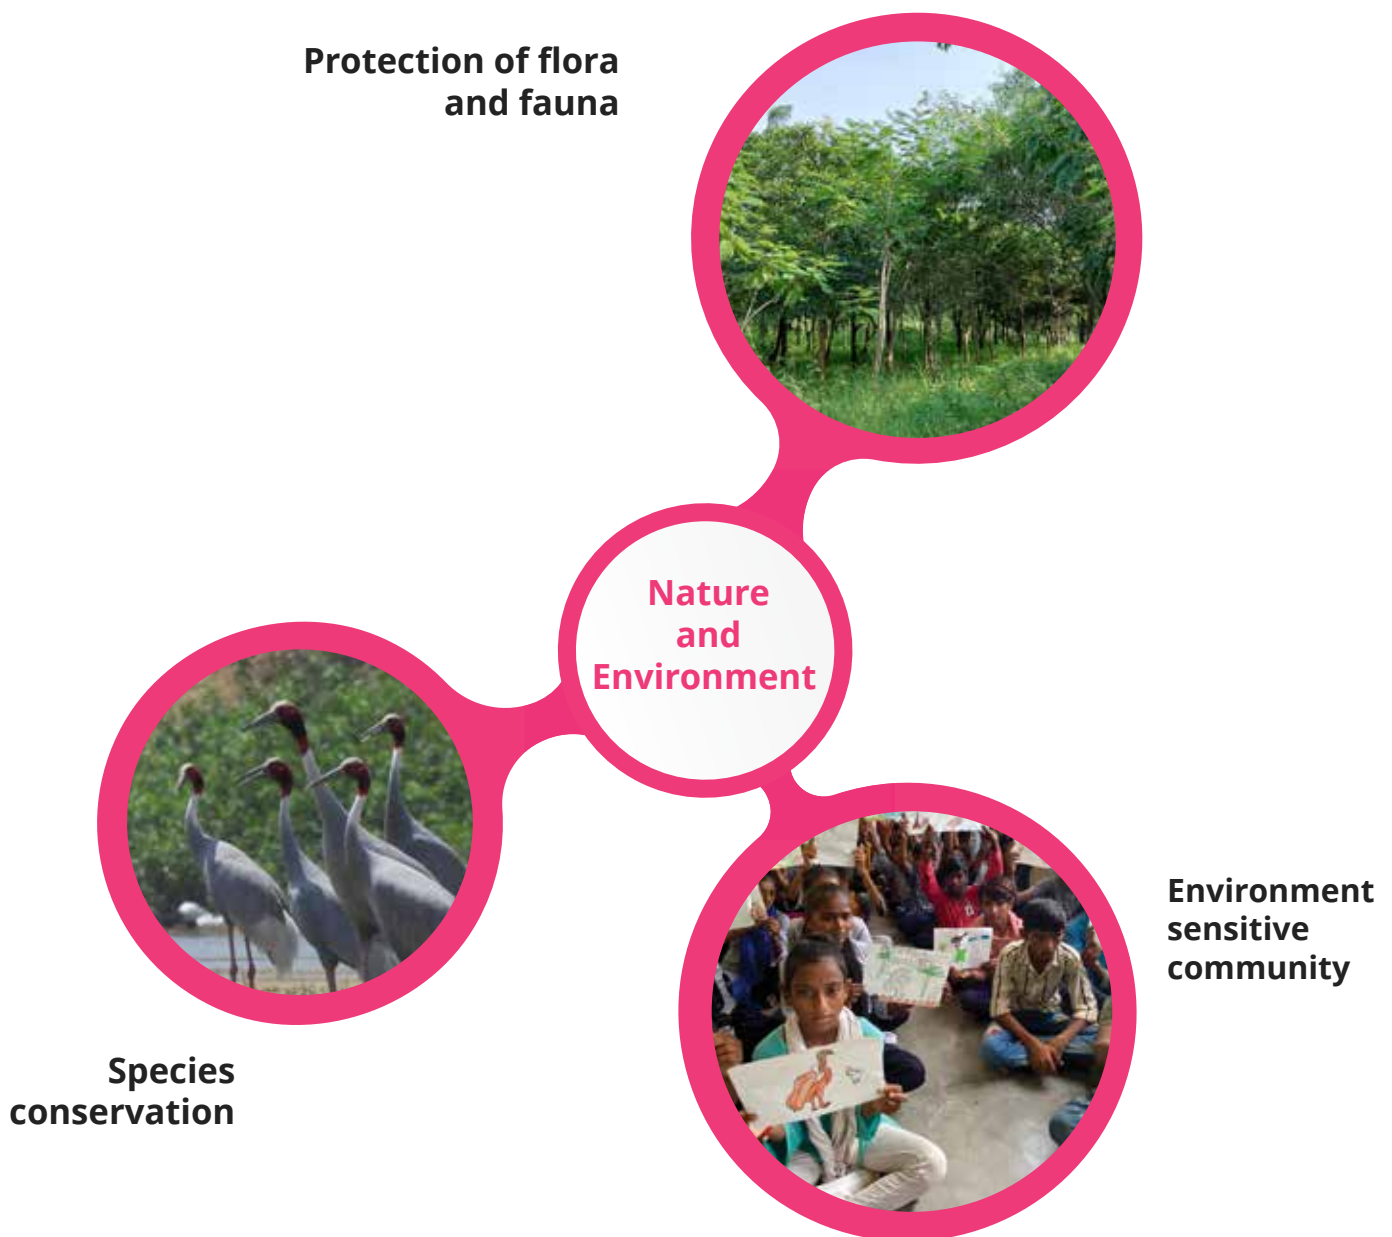 Protection of flora
and fauna
Nature
and
Environment
Environment
sensitive
community
Species
conservation